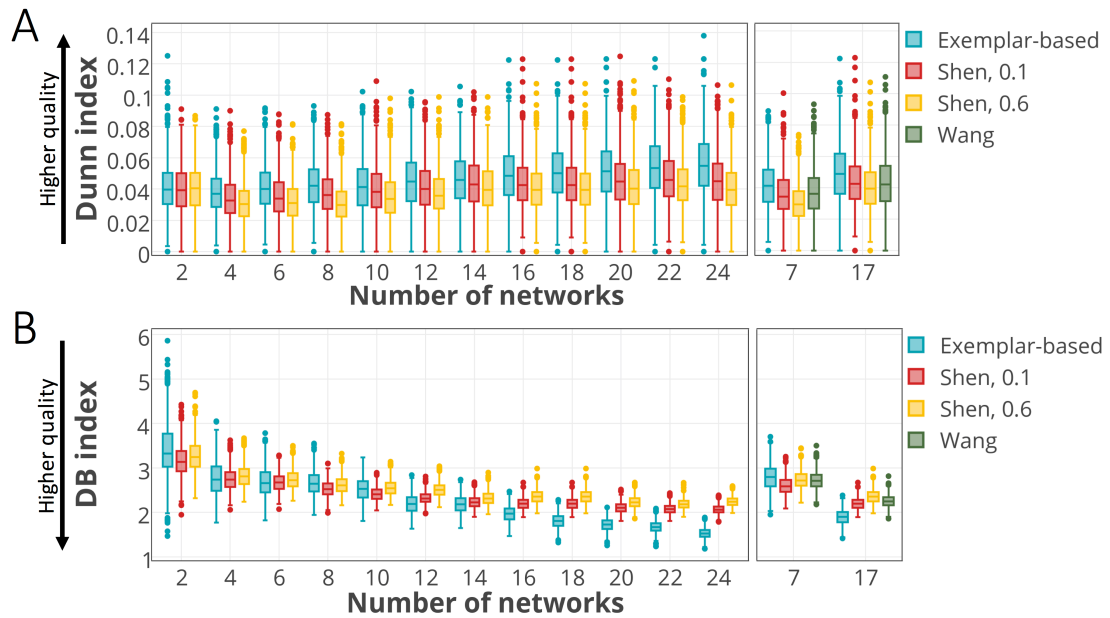 A
Higher quality
Dunn index
0.14
0.12
0.1
0.08
0.06
0.04
0.02
0
2 4 6 8 10 12 14 16 18 20 22 24
7 17
Number of networks
Exemplar-based
Shen, 0.1
Shen, 0.6
Wang
B
Higher quality
DB index
6
5
4
3
2
1
2 4 6 8 10 12 14 16 18 20 22 24
7 17
Number of networks
Exemplar-based
Shen, 0.1
Shen, 0.6
Wang